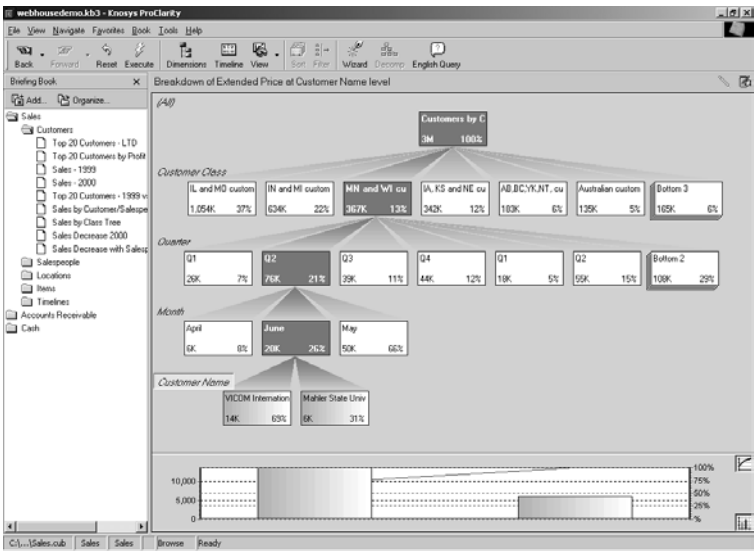 webhousedemo.kb3 - Knosys ProClarity
File View Navigate Favorites Book Tools Help
Back Forward Reset Execute Dimensions Timeline View Sort Filter Wizard Decomp English Query
Briefing Book
Breakdown of Extended Price at Customer Name level
Add... Organize...
Sales
Customers
Top 20 Customers - LTD
Top 20 Customers by Profit
Sales - 1999
Sales - 2000
Top 20 Customers - 1999 v
Sales by Customer/Salespe
Sales by Class Tree
Sales Decrease 2000
Sales Decrease with Salesp
Salespeople
Locations
Items
Timelines
Accounts Receivable
Cash
(All)
Customers by C
3M 100%
Customer Class
IL and MO custom
1,054K 37%
IN and MI custom
634K 22%
MN and WI cu
367K 13%
IA, KS and NE cu
342K 12%
AB,BC,YK,NT, cu
183K 6%
Australian custom
135K 5%
Bottom 3
165K 6%
Quarter
Q1
26K 7%
Q2
76K 21%
Q3
39K 11%
Q4
44K 12%
Q1
18K 5%
Q2
55K 15%
Bottom 2
108K 29%
Month
April
6K 8%
June
20K 26%
May
50K 66%
Customer Name
VICOM Internation
14K 69%
Mahler State Univ
6K 31%
10,000
5,000
0
100%
75%
50%
25%
%
C:\...\Sales.cub Sales Sales Browse Ready